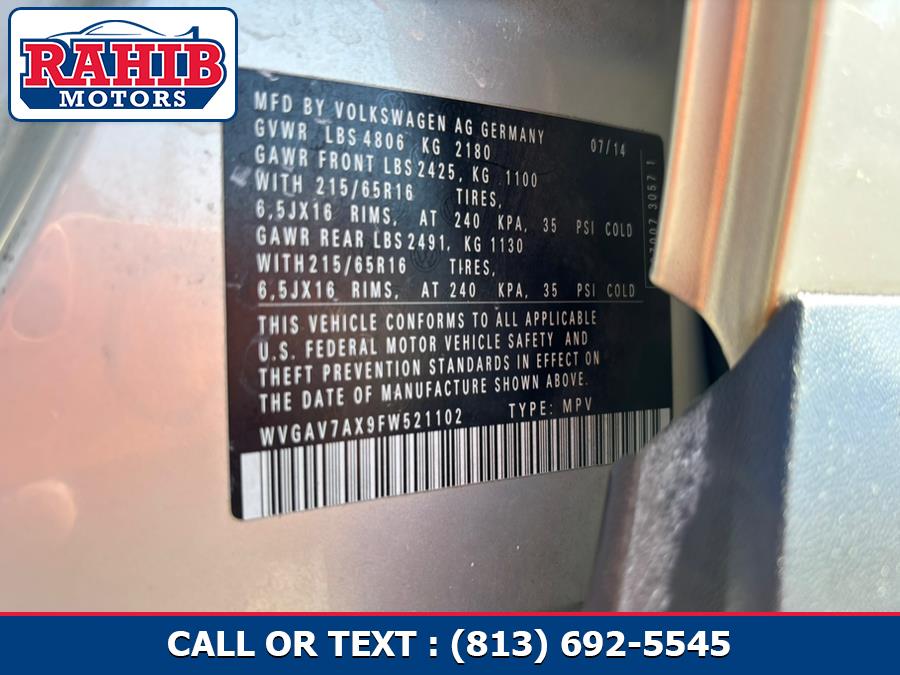 RAHIB
MOTORS
MFD BY VOLKSWAGEN AG GERMANY
GVWR LBS 4806 KG 2180 07/14
GAWR FRONT LBS 2425, KG 1100
WITH 215/65R16 TIRES,
6,5JX16 RIMS, AT 240 KPA, 35 PSI COLD
GAWR REAR LBS 2491, KG 1130
WITH215/65R16 TIRES,
6,5JX16 RIMS, AT 240 KPA, 35 PSI COLD
THIS VEHICLE CONFORMS TO ALL APPLICABLE
U.S. FEDERAL MOTOR VEHICLE SAFETY AND
THEFT PREVENTION STANDARDS IN EFFECT ON
THE DATE OF MANUFACTURE SHOWN ABOVE.
WVGAV7AX9FW521102 TYPE: MPV
CALL OR TEXT : (813) 692-5545